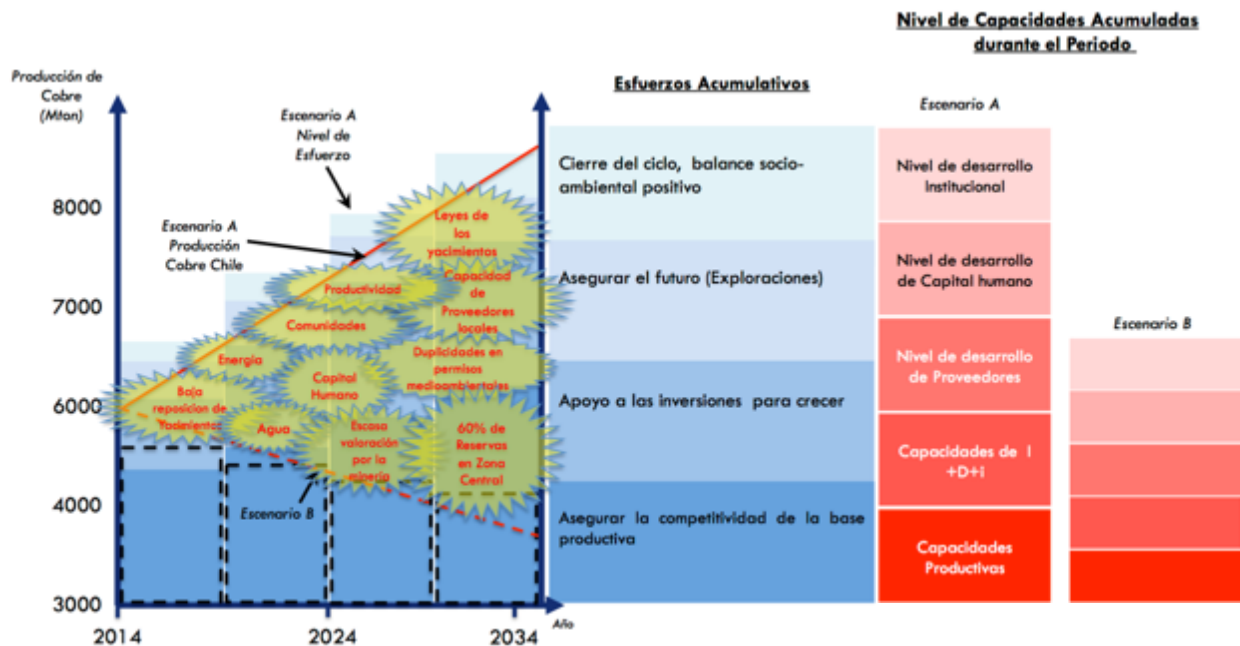 Nivel de Capacidades Acumuladas
durante el Periodo
Producción de
Cobre
(Mton)
Esfuerzos Acumulativos
Escenario A
Escenario A
Nivel de
Esfuerzo
Cierre del ciclo, balance socio-
ambiental positivo
Nivel de desarrollo
Institucional
8000
Escenario A
Producción
Cobre Chile
Leyes de
los
yacimientos
Asegurar el futuro (Exploraciones)
Nivel de desarrollo
de Capital humano
7000
Productividad
Capacidad
de
Proveedores
locales
Comunidades
Escenario B
Energía
Duplicidades en
permisos
medioambientales
Nivel de desarrollo
de Proveedores
Capital
Humano
Baja
reposicion de
Yacimientos
6000
Apoyo a las inversiones para crecer
Agua
Escasa
valoración
por la
minería
60% de
Reservas
en Zona
Central
Capacidades de I
+D+i
5000
Escenario B
Asegurar la competitividad de la base
productiva
4000
Capacidades
Productivas
3000
2014
2024
2034
Año